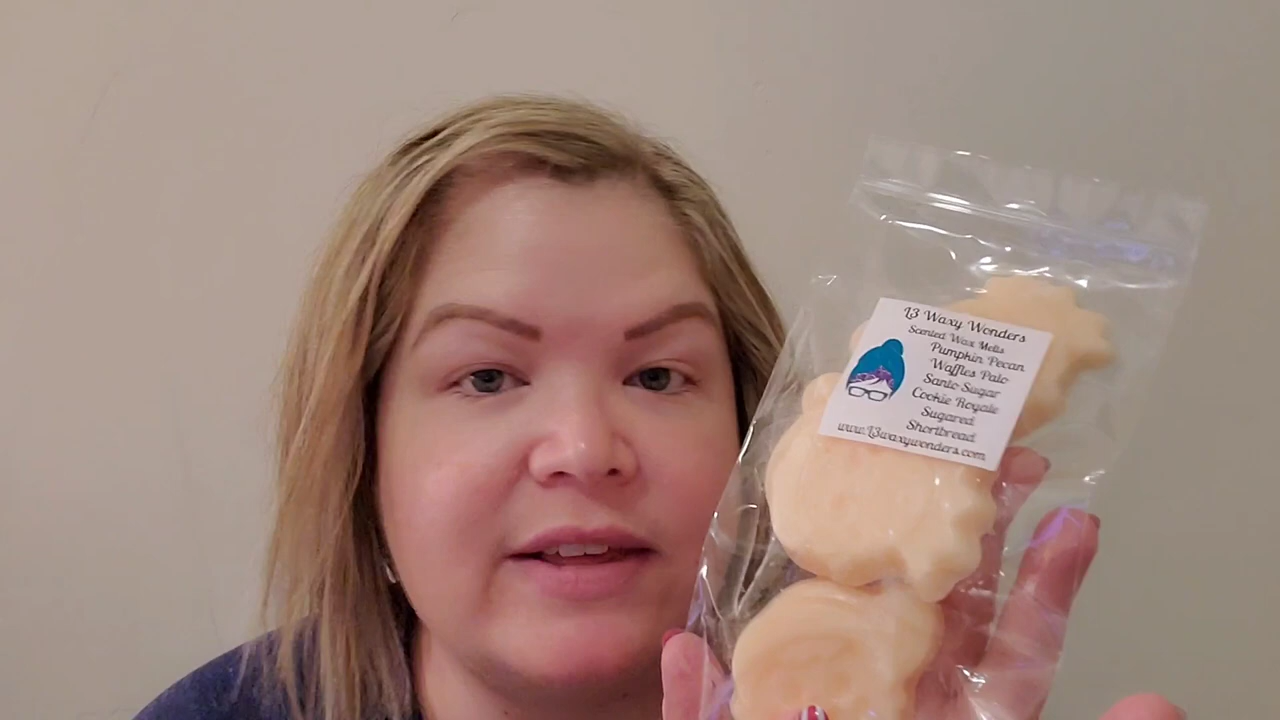 L3 Waxy Wonders
Scented Wax Melts
Pumpkin Pecan
Waffles Palo
Santo Sugar
Cookie Royale
Sugared
Shortbread
www.L3waxywonders.com